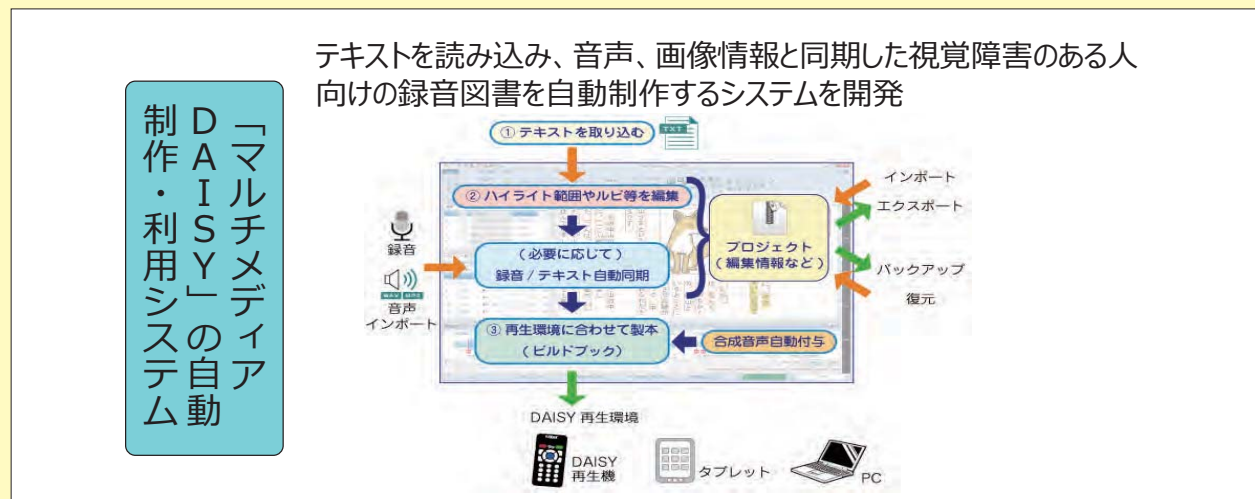 「マルチメディア
DAISY」の自動
制作・利用システム
テキストを読み込み、音声、画像情報と同期した視覚障害のある人
向けの録音図書を自動制作するシステムを開発
① テキストを取り込む
TXT
② ハイライト範囲やルビ等を編集
録音
(必要に応じて)
録音 / テキスト自動同期
WAV MP3
音声
インポート
プロジェクト
(編集情報など)
インポート
エクスポート
バックアップ
復元
③ 再生環境に合わせて製本
(ビルドブック)
合成音声自動付与
DAISY 再生環境
DAISY
再生機
タブレット
PC